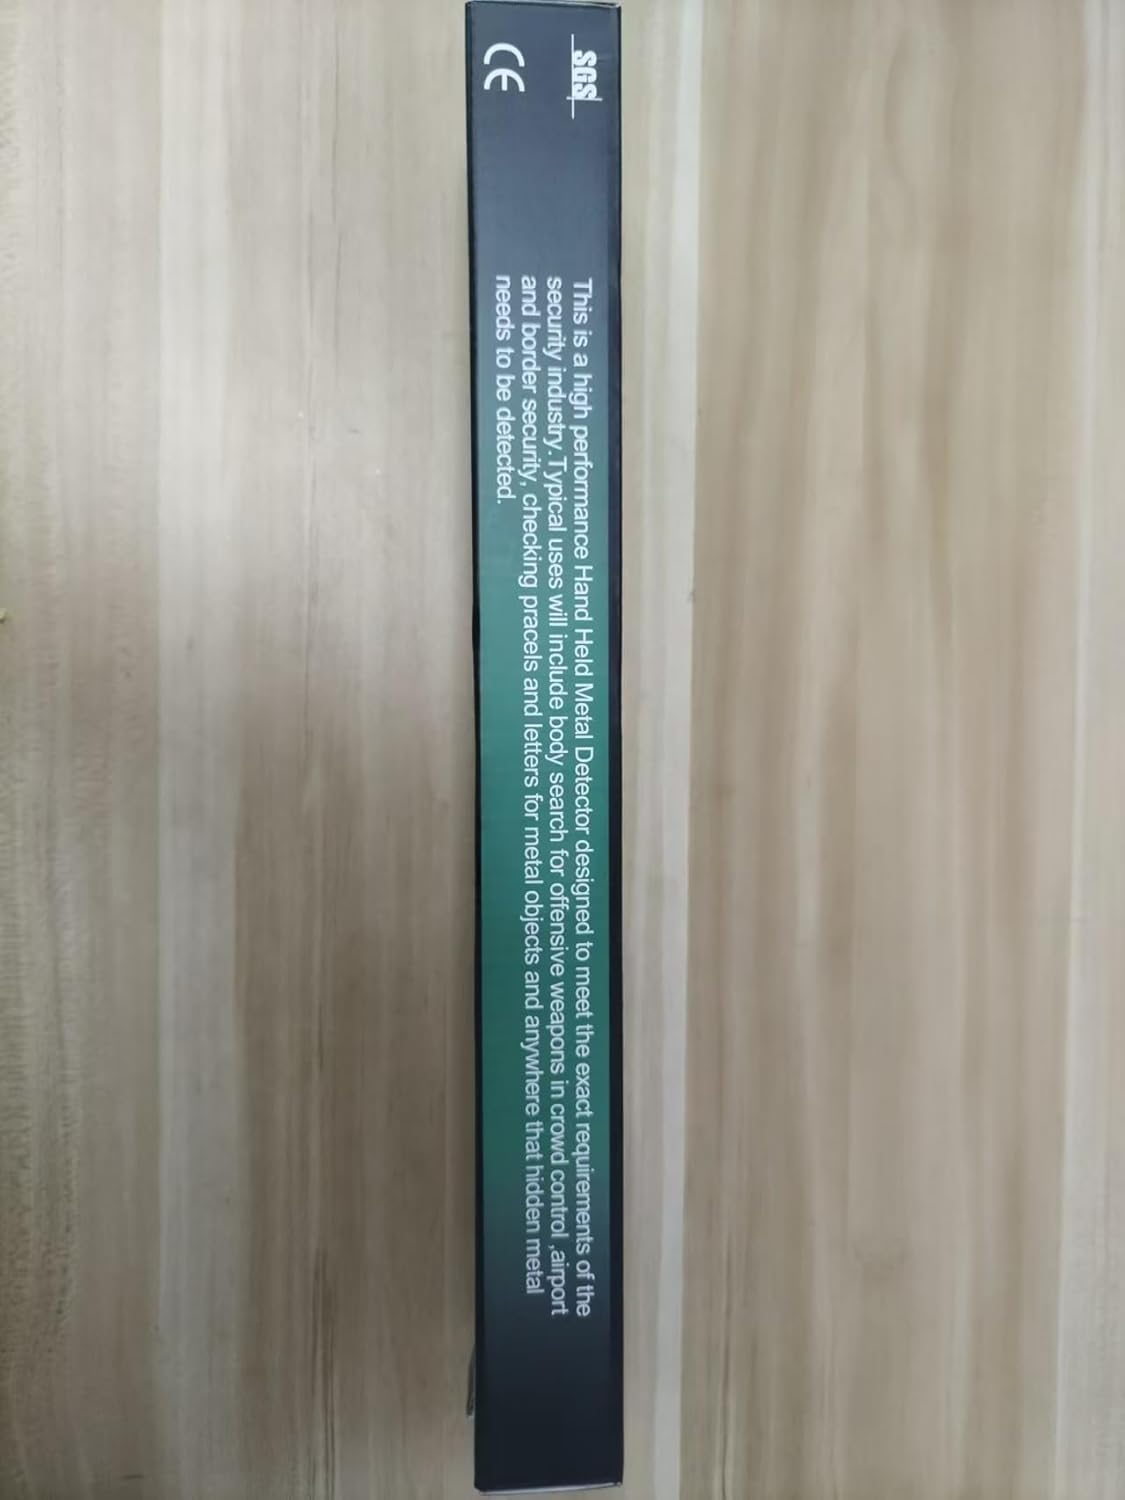 SGS
CE
This is a high performance Hand Held Metal Detector designed to meet the exact requirements of the
security industry.Typical uses will include body search for offensive weapons in crowd control ,airport
and border security, checking pracels and letters for metal objects and anywhere that hidden metal
needs to be detected.